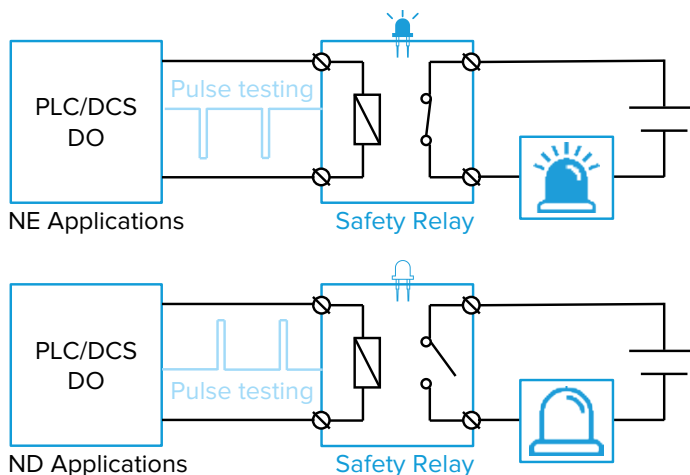 Pulse testing
PLC/DCS
DO
NE Applications
Safety Relay
PLC/DCS
DO
Pulse testing
ND Applications
Safety Relay